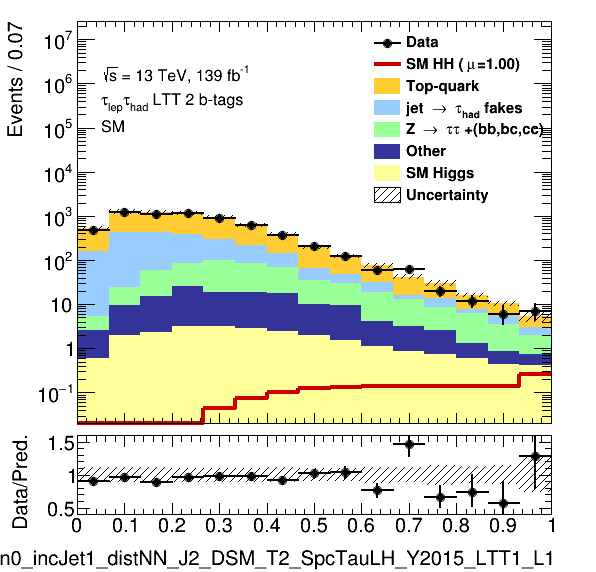 Events / 0.07
10⁷
10⁶
10⁵
10⁴
10³
10²
10
1
10⁻¹
√s = 13 TeV, 139 fb⁻¹
τlepτhad LTT 2 b-tags
SM
Data
SM HH ( μ=1.00)
Top-quark
jet → τhad fakes
Z → ττ +(bb,bc,cc)
Other
SM Higgs
Uncertainty
Data/Pred.
1.5
1
0.5
0 0.1 0.2 0.3 0.4 0.5 0.6 0.7 0.8 0.9 1
n0_incJet1_distNN_J2_DSM_T2_SpcTauLH_Y2015_LTT1_L1